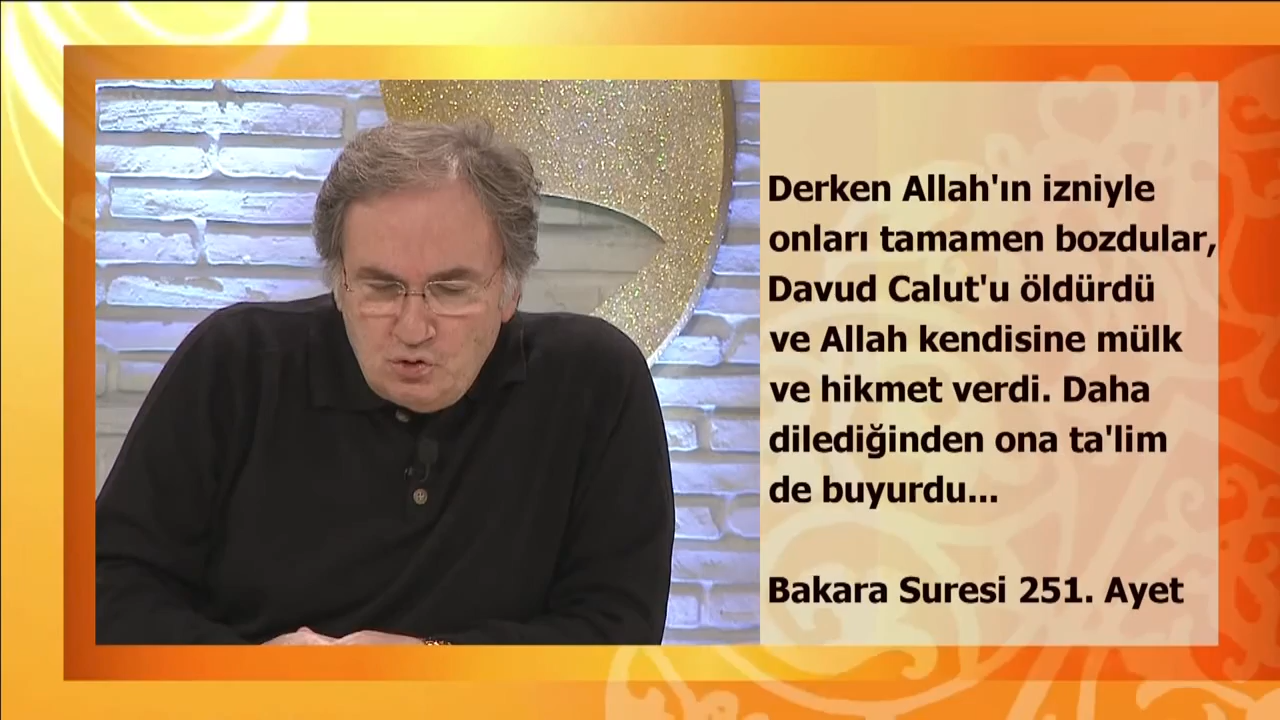 Derken Allah'ın izniyle
onları tamamen bozdular,
Davud Calut'u öldürdü
ve Allah kendisine mülk
ve hikmet verdi. Daha
dilediğinden ona ta'lim
de buyurdu...
Bakara Suresi 251. Ayet